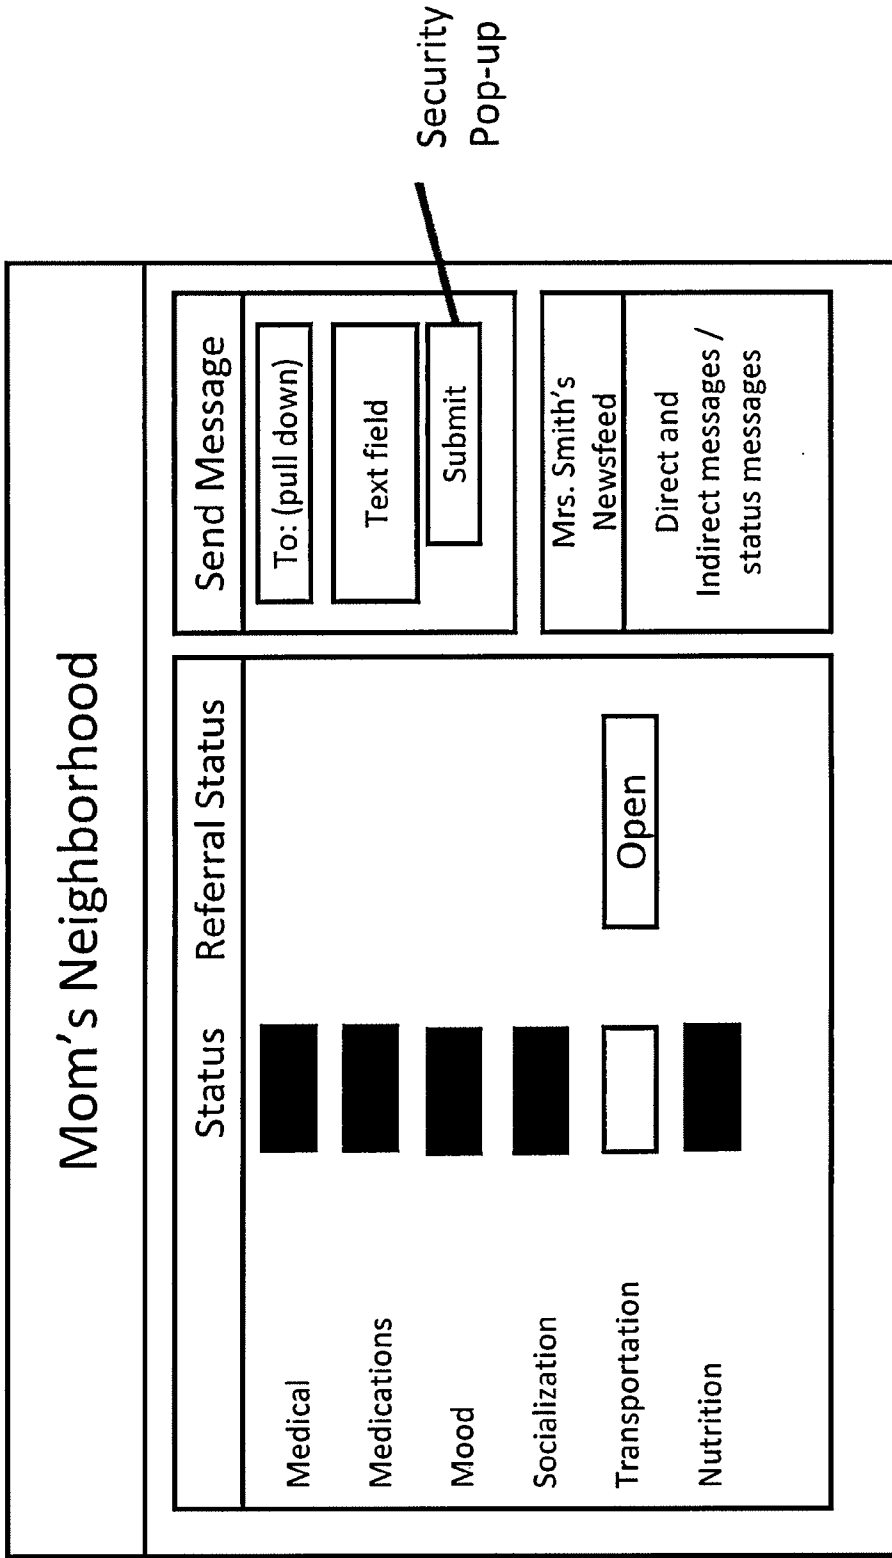 Mom's Neighborhood
Status Referral Status
Medical
Medications
Mood
Socialization
Transportation Open
Nutrition
Send Message
To: (pull down)
Text field
Submit
Mrs. Smith's
Newsfeed
Direct and
Indirect messages /
status messages
Security
Pop-up